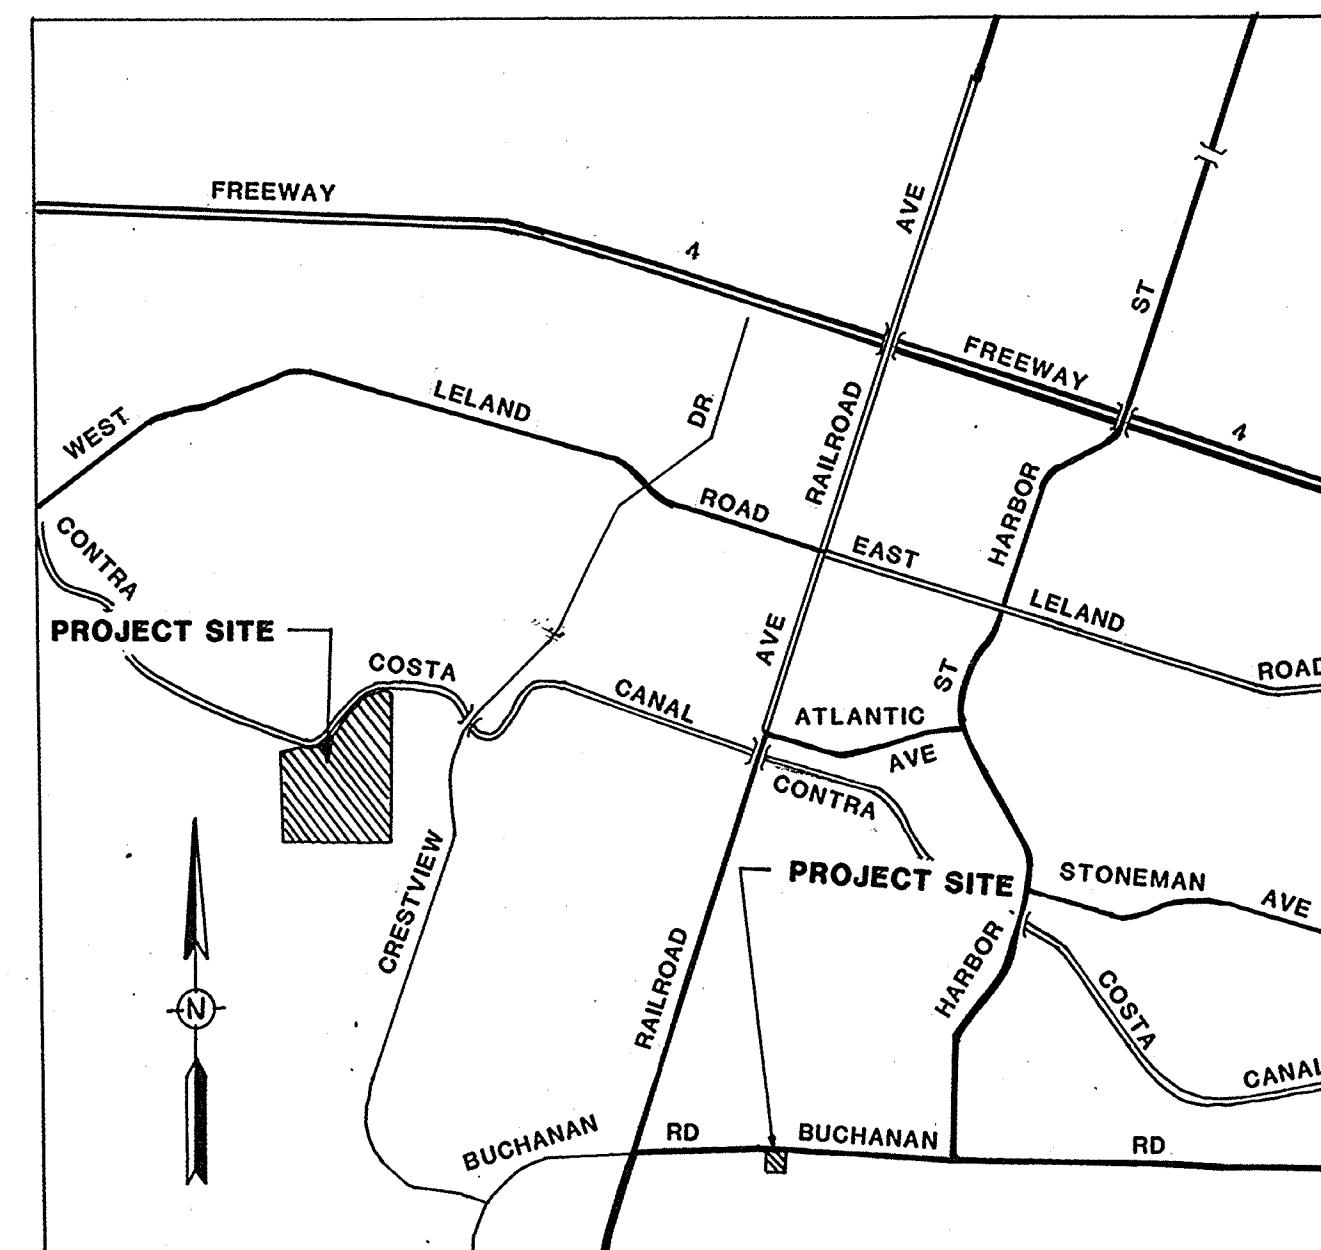 FREEWAY
4
AVE
ST
FREEWAY
4
WEST
LELAND
DR.
ROAD
RAILROAD
HARBOR
EAST
LELAND
ROAD
CONTRA
PROJECT SITE
COSTA
CANAL
AVE
ST
ATLANTIC
AVE
CONTRA
CRESTVIEW
PROJECT SITE
STONEMAN
AVE
HARBOR
COSTA
CANAL
RAILROAD
N
BUCHANAN
RD
BUCHANAN
RD